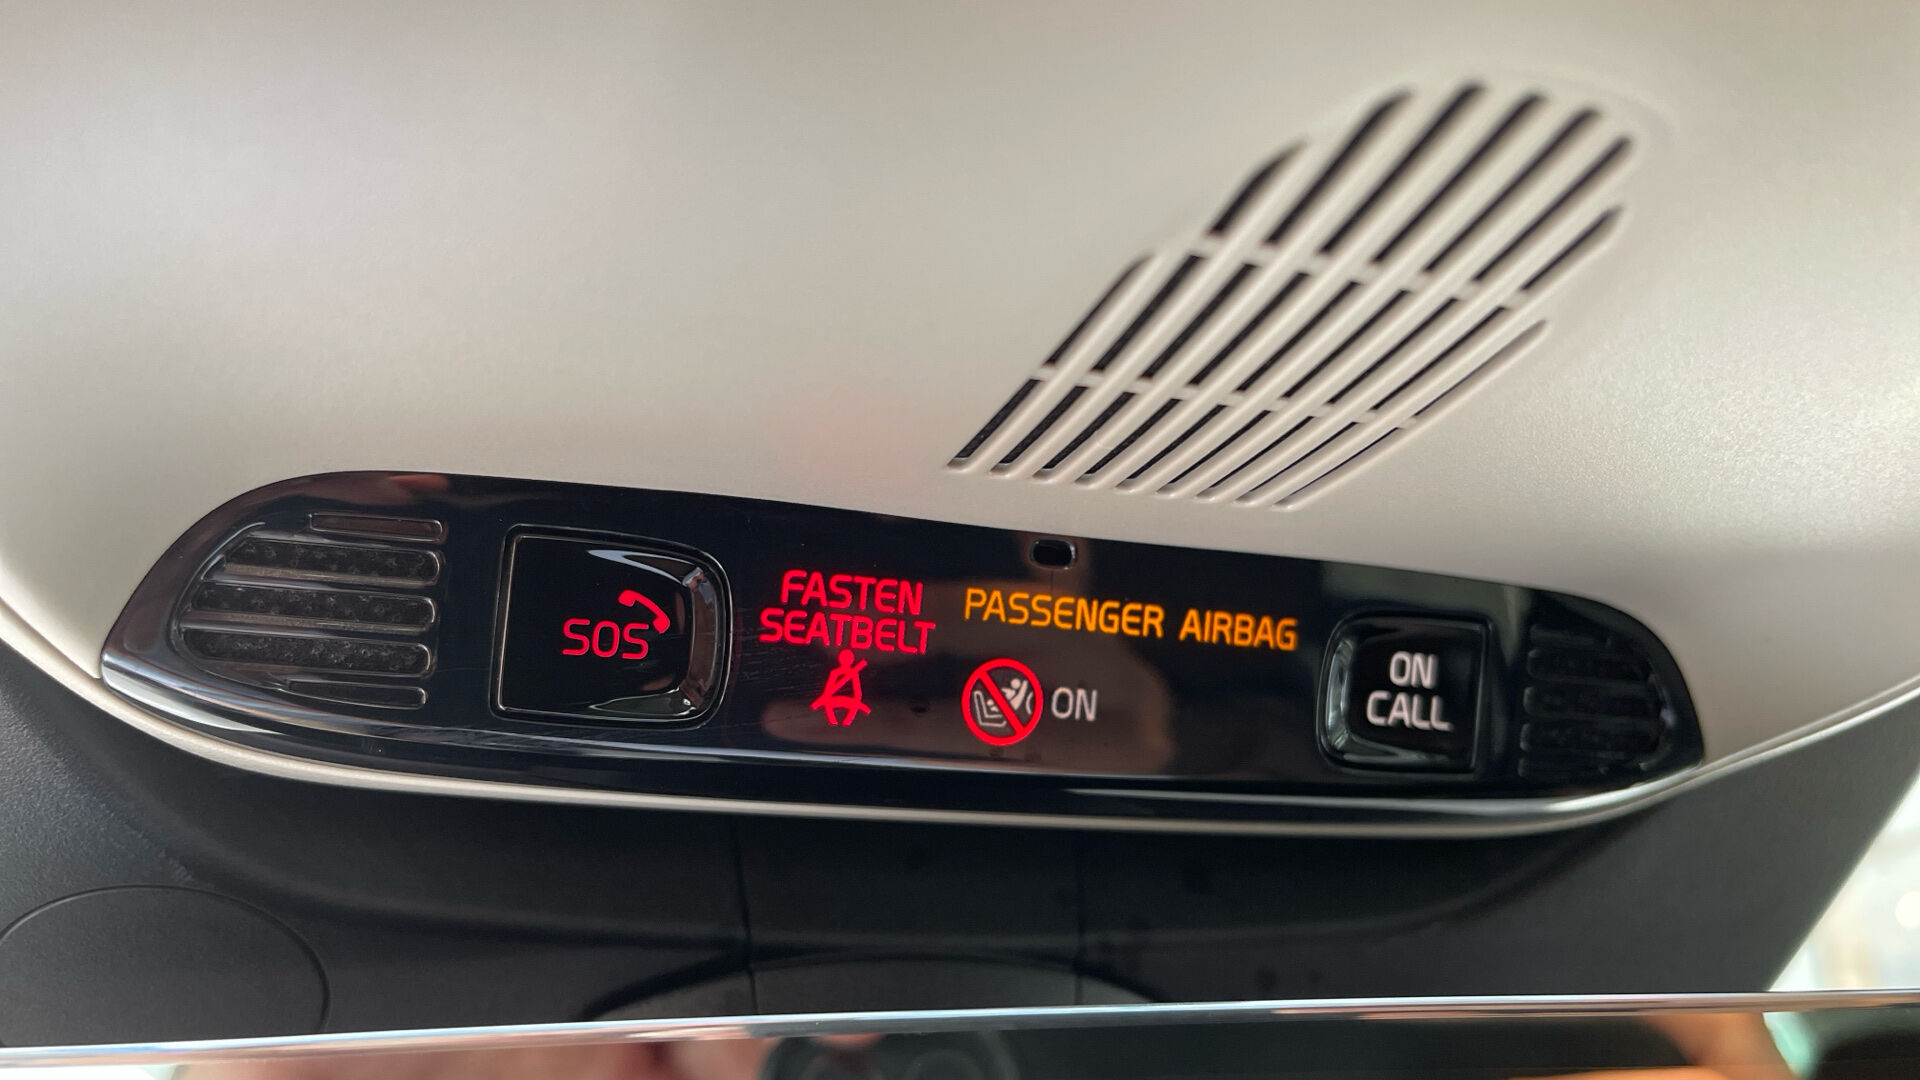 SOS
FASTEN
SEATBELT
PASSENGER AIRBAG
ON
ON
CALL